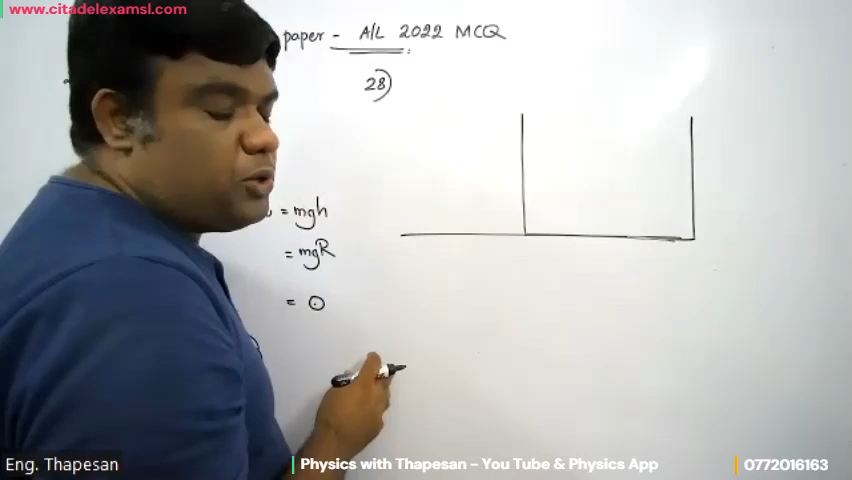 www.citadelexamsl.com
paper - A/L 2022 MCQ
28)
= mgh
= mgR
= 0
Eng. Thapesan
Physics with Thapesan - You Tube & Physics App
0772016163